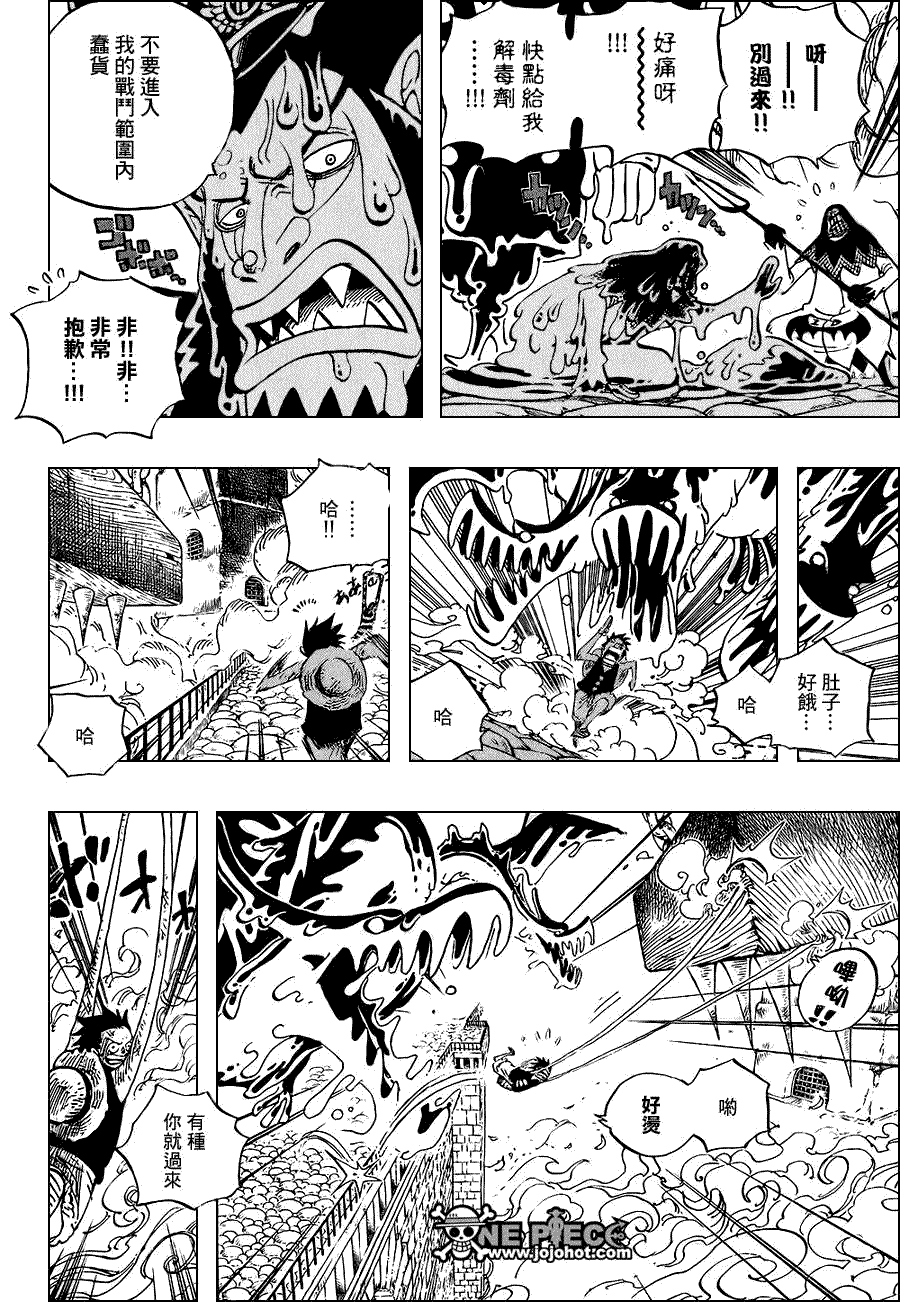 呀——!!
別過來!!
好痛呀
!!!
快點給我
解毒劑
……!!!
不要進入
我的戰鬥範圍內
蠢貨
非!!非…
非常
抱歉…!!!
肚子…
好餓…
哈
哈
哈!!
哈
喲
好燙
有種
你就過來
ONE PIECE
www.jojohot.com